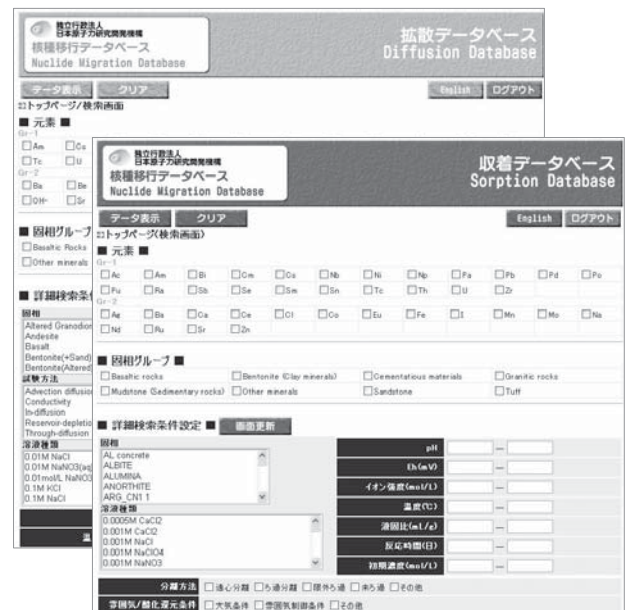 独立行政法人
日本原子力研究開発機構
核種移行データベース
Nuclide Migration Database
拡散データベース
Diffusion Database
データ表示
クリア
English
ログアウト
トップページ/検索画面
■ 元素 ■
Gr-1
Am
Cs
Tc
U
Gr-2
Ba
Be
OH-
Sr
■ 固相グループ
Basaltic Rocks
Other minerals
■ 詳細検索条件
固相
Altered Granodior
Andesite
Basalt
Bentonite(+Sand)
Bentonite(Altered
試験方法
Advection diffusion
Conductivity
In-diffusion
Reservoir-depletio
Through-diffusion
溶液種類
0.01M NaCl
0.01M NaNO3(aq
0.01mol/L NaNO3
0.1M KCl
0.1M NaCl
温
独立行政法人
日本原子力研究開発機構
核種移行データベース
Nuclide Migration Database
収着データベース
Sorption Database
データ表示
クリア
English
ログアウト
トップページ(検索画面)
■ 元素 ■
Gr-1
Ac Am Bi Cm Cs Nb Ni Np Pa Pb Pd Po
Pu Ra Sb Se Sm Sn Tc Th U Zr
Gr-2
Ag Ba Ca Ce Cl Co Eu Fe I Mn Mo Na
Nd Ru Sr Zn
■ 固相グループ ■
Basaltic rocks Bentonite (Clay minerals) Cementatious materials Granitic rocks
Mudstone (Sedimentary rocks) Other minerals Sandstone Tuff
■ 詳細検索条件設定 ■ 画面更新
固相
AL concrete
ALBITE
ALUMINA
ANORTHITE
ARG_CN1 1
溶液種類
0.0005M CaCl2
0.001M CaCl2
0.001M NaCl
0.001M NaClO4
0.001M NaNO3
pH —
Eh(mV) —
イオン強度(mol/L) —
温度(℃) —
液固比(mL/g) —
反応時間(日) —
初期濃度(mol/L) —
分離方法 遠心分離 ろ過分離 限外ろ過 未ろ過 その他
雰囲気/酸化還元条件 大気条件 雰囲気制御条件 その他